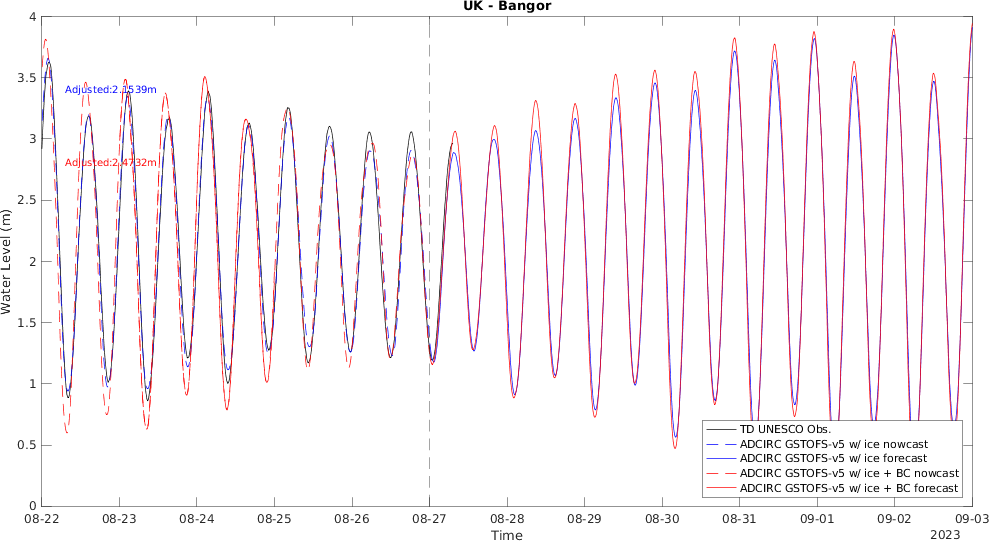 UK - Bangor
4
3.5
3
2.5
2
1.5
1
0.5
0
Water Level (m)
Adjusted:2.1539m
Adjusted:2.4732m
TD UNESCO Obs.
ADCIRC GSTOFS-v5 w/ ice nowcast
ADCIRC GSTOFS-v5 w/ ice forecast
ADCIRC GSTOFS-v5 w/ ice + BC nowcast
ADCIRC GSTOFS-v5 w/ ice + BC forecast
08-22 08-23 08-24 08-25 08-26 08-27 08-28 08-29 08-30 08-31 09-01 09-02 09-03
Time
2023